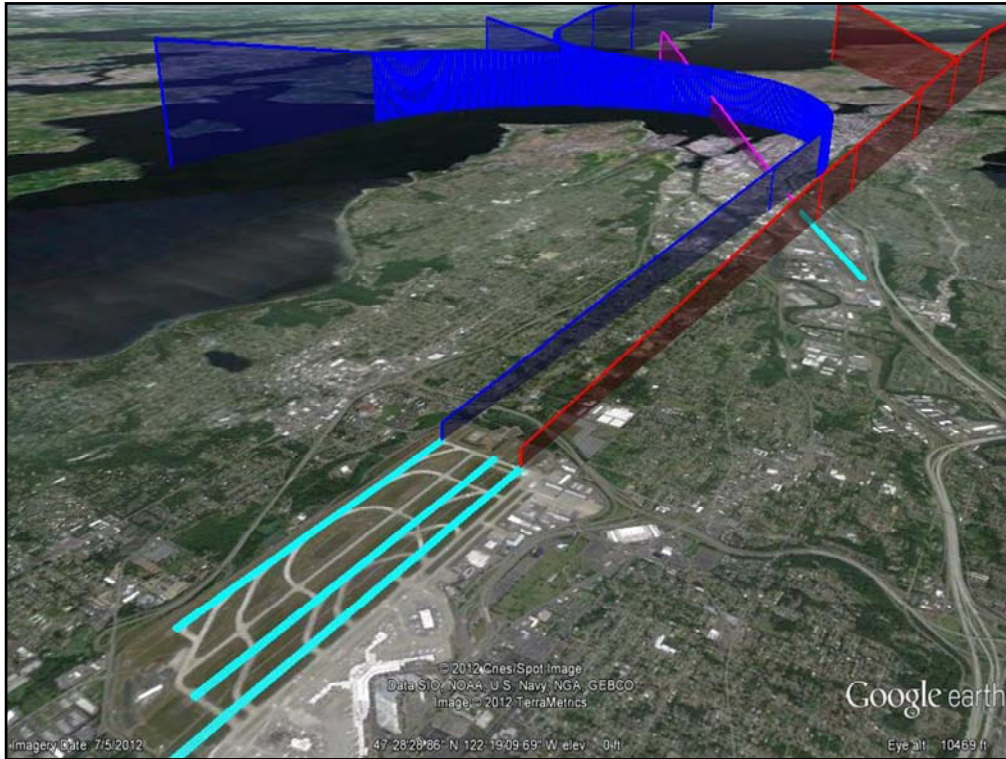 © 2012 Cnes/Spot Image
Data SIO, NOAA, U.S. Navy, NGA, GEBCO
Image © 2012 TerraMetrics
Google earth
Imagery Date: 7/5/2012 47°28'28.86" N 122°19'09.69" W elev 0 ft Eye alt 10469 ft